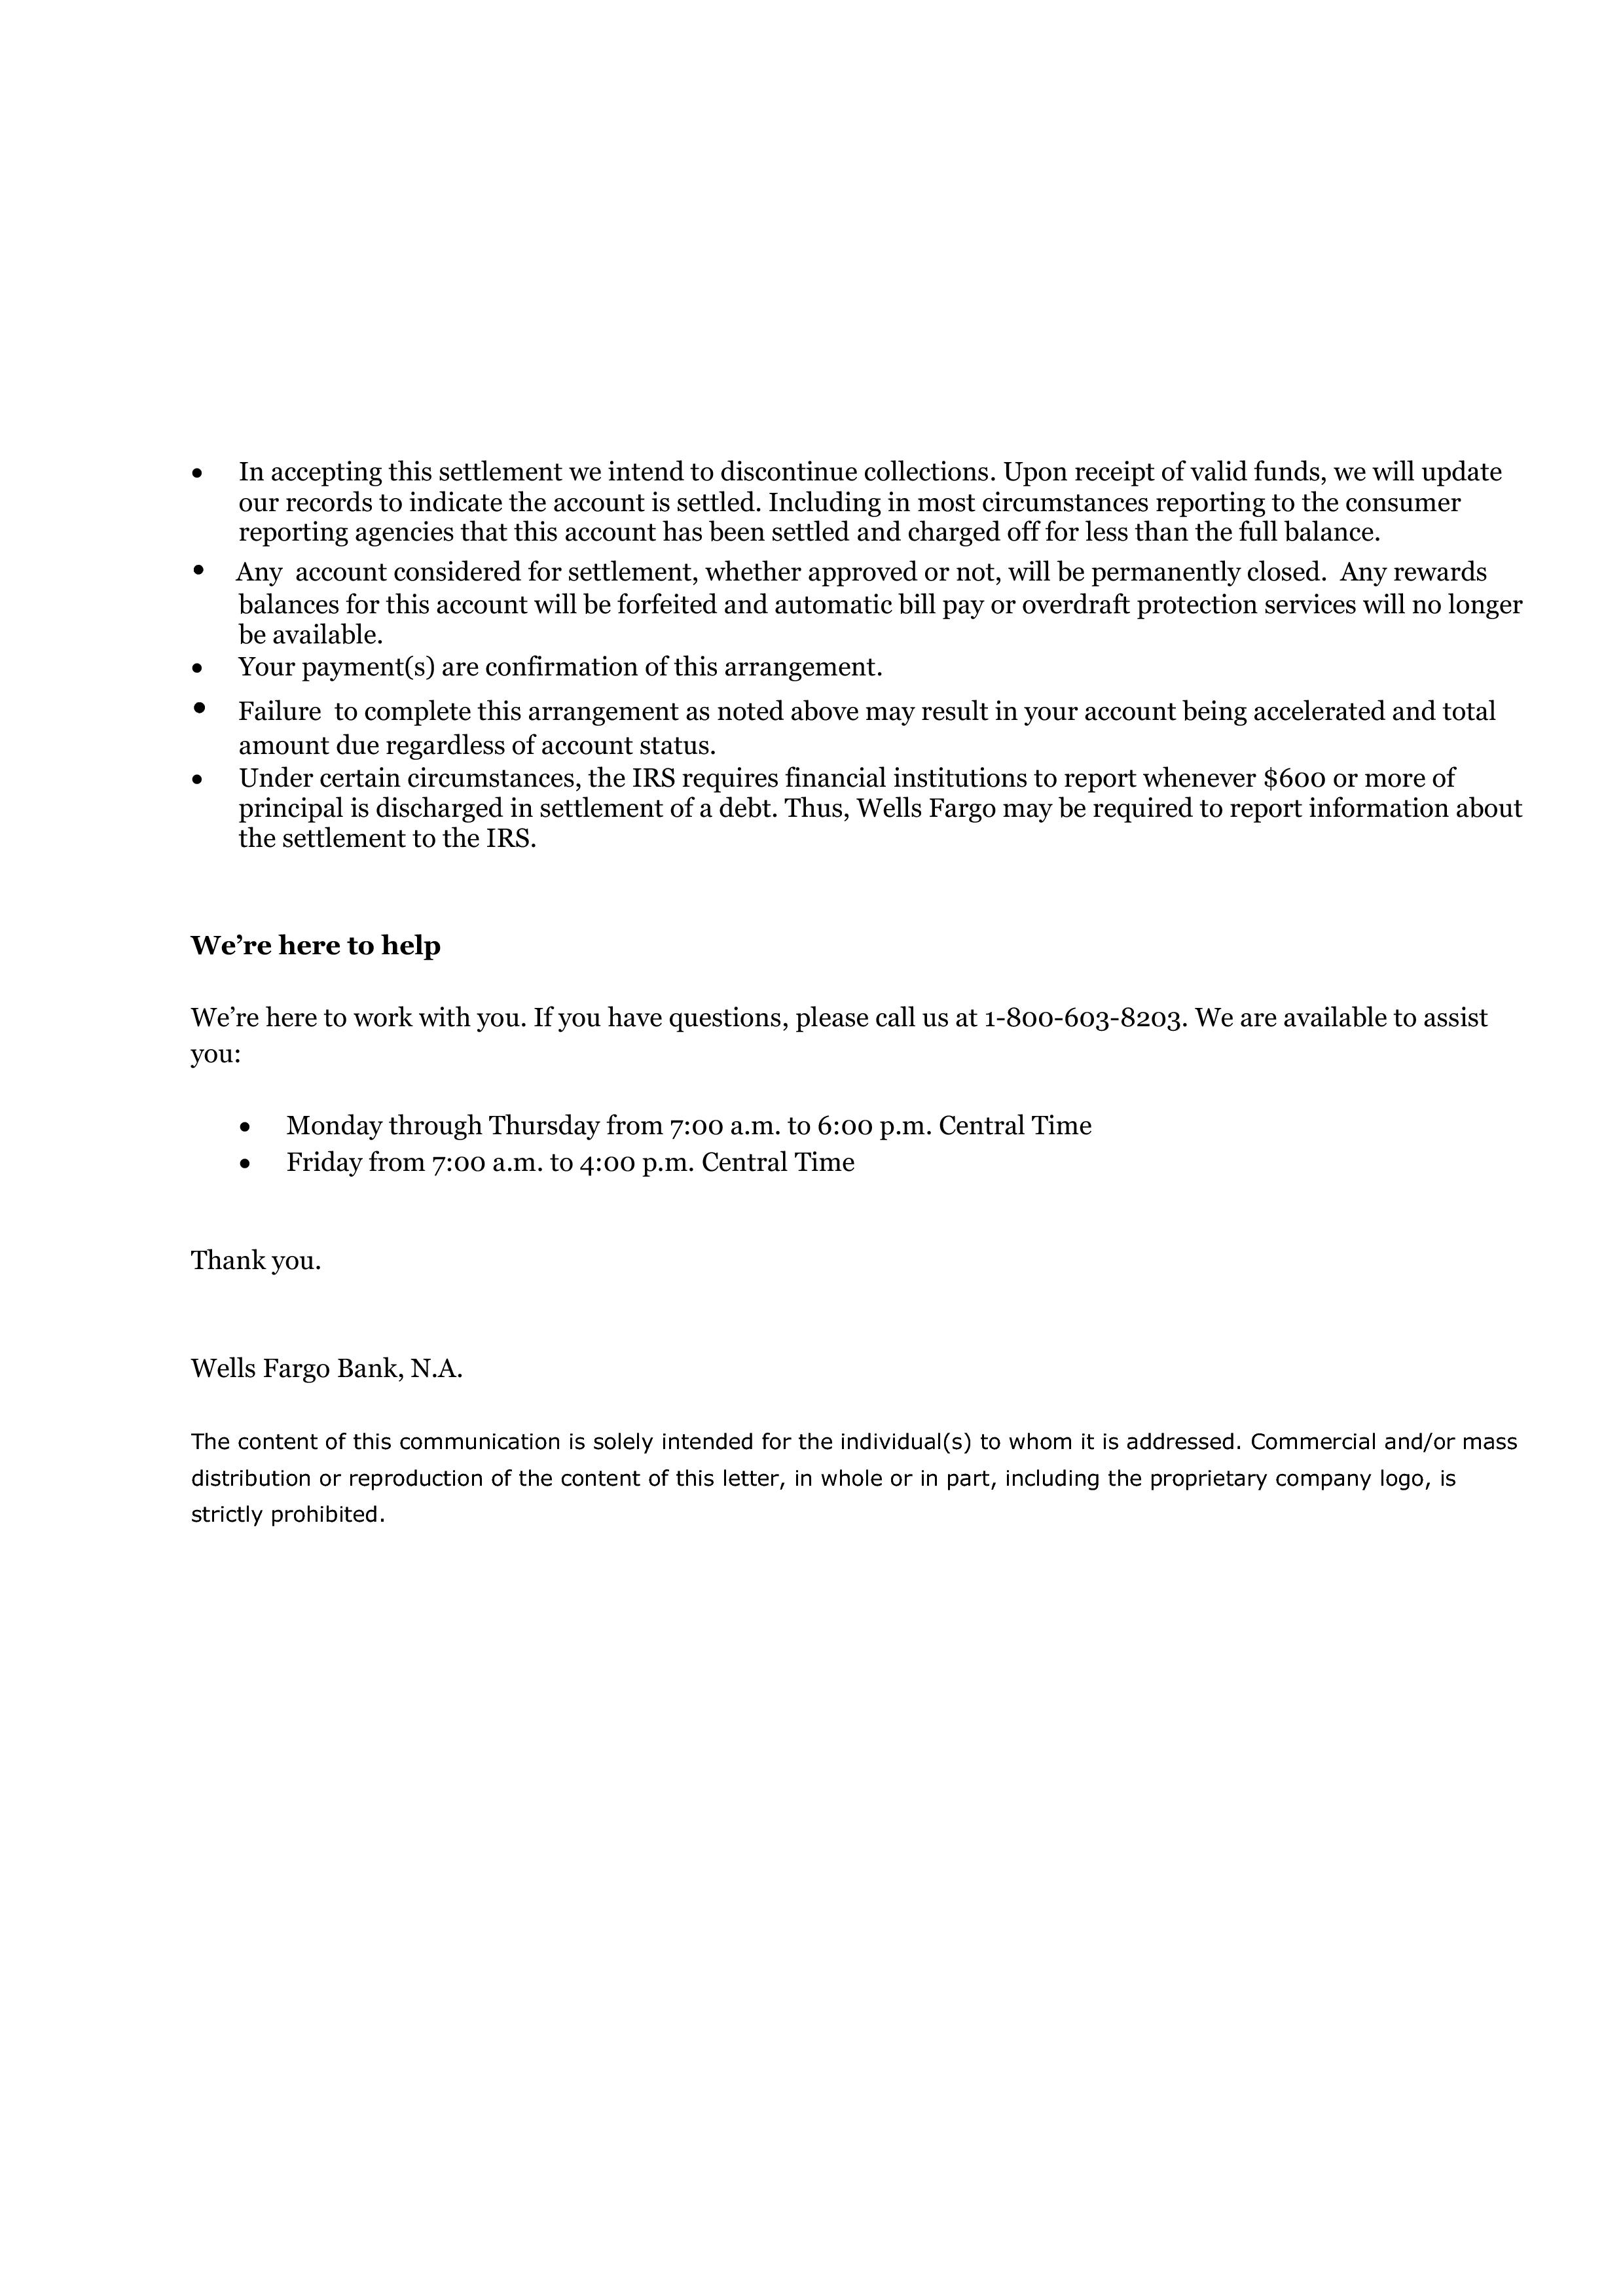 • In accepting this settlement we intend to discontinue collections. Upon receipt of valid funds, we will update
our records to indicate the account is settled. Including in most circumstances reporting to the consumer
reporting agencies that this account has been settled and charged off for less than the full balance.
• Any  account considered for settlement, whether approved or not, will be permanently closed.  Any rewards
balances for this account will be forfeited and automatic bill pay or overdraft protection services will no longer
be available.
• Your payment(s) are confirmation of this arrangement.
• Failure  to complete this arrangement as noted above may result in your account being accelerated and total
amount due regardless of account status.
• Under certain circumstances, the IRS requires financial institutions to report whenever $600 or more of
principal is discharged in settlement of a debt. Thus, Wells Fargo may be required to report information about
the settlement to the IRS.
We’re here to help
We’re here to work with you. If you have questions, please call us at 1-800-603-8203. We are available to assist
you:
• Monday through Thursday from 7:00 a.m. to 6:00 p.m. Central Time
• Friday from 7:00 a.m. to 4:00 p.m. Central Time
Thank you.
Wells Fargo Bank, N.A.
The content of this communication is solely intended for the individual(s) to whom it is addressed. Commercial and/or mass
distribution or reproduction of the content of this letter, in whole or in part, including the proprietary company logo, is
strictly prohibited.